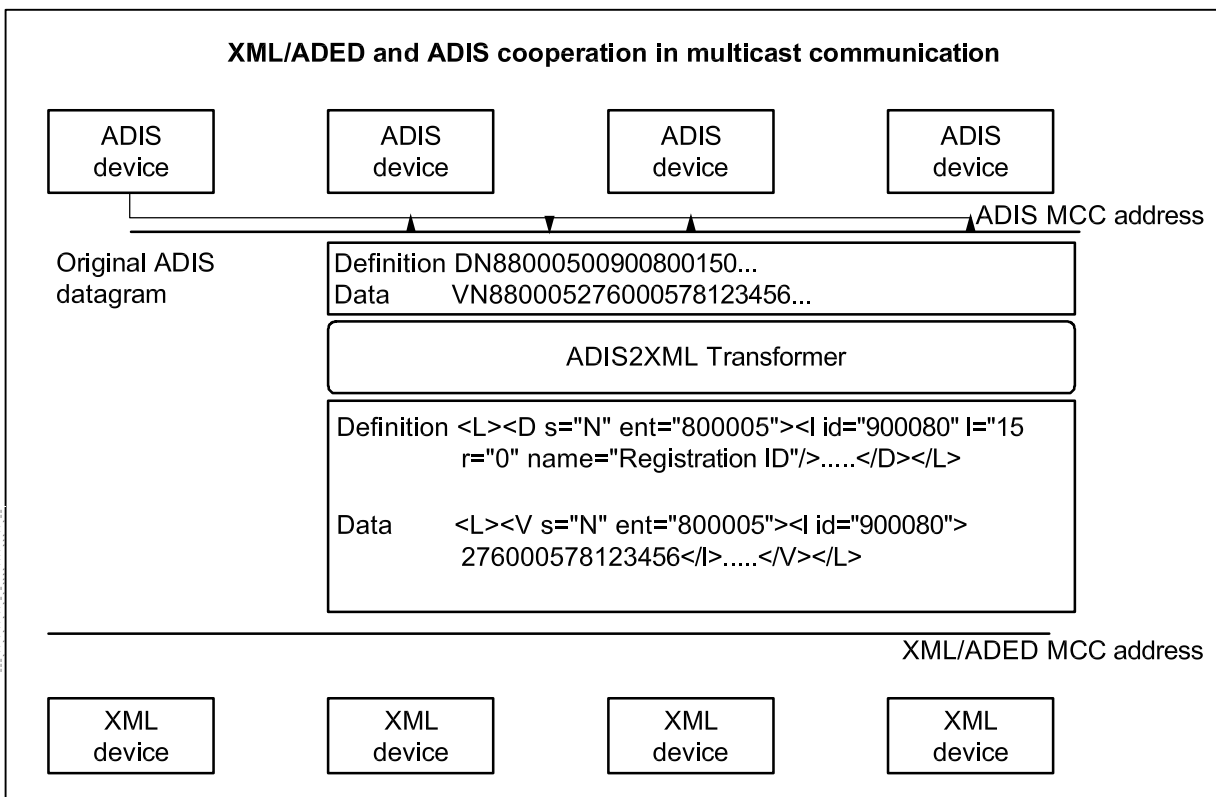 XML/ADED and ADIS cooperation in multicast communication
ADIS device
ADIS device
ADIS device
ADIS device
ADIS MCC address
Original ADIS datagram
Definition DN88000500900800150...
Data VN880005276000578123456...
ADIS2XML Transformer
Definition <L><D s="N" ent="800005"><I id="900080" l="15
r="0" name="Registration ID"/>.....</D></L>
Data <L><V s="N" ent="800005"><I id="900080">
276000578123456</I>.....</V></L>
XML/ADED MCC address
XML device
XML device
XML device
XML device